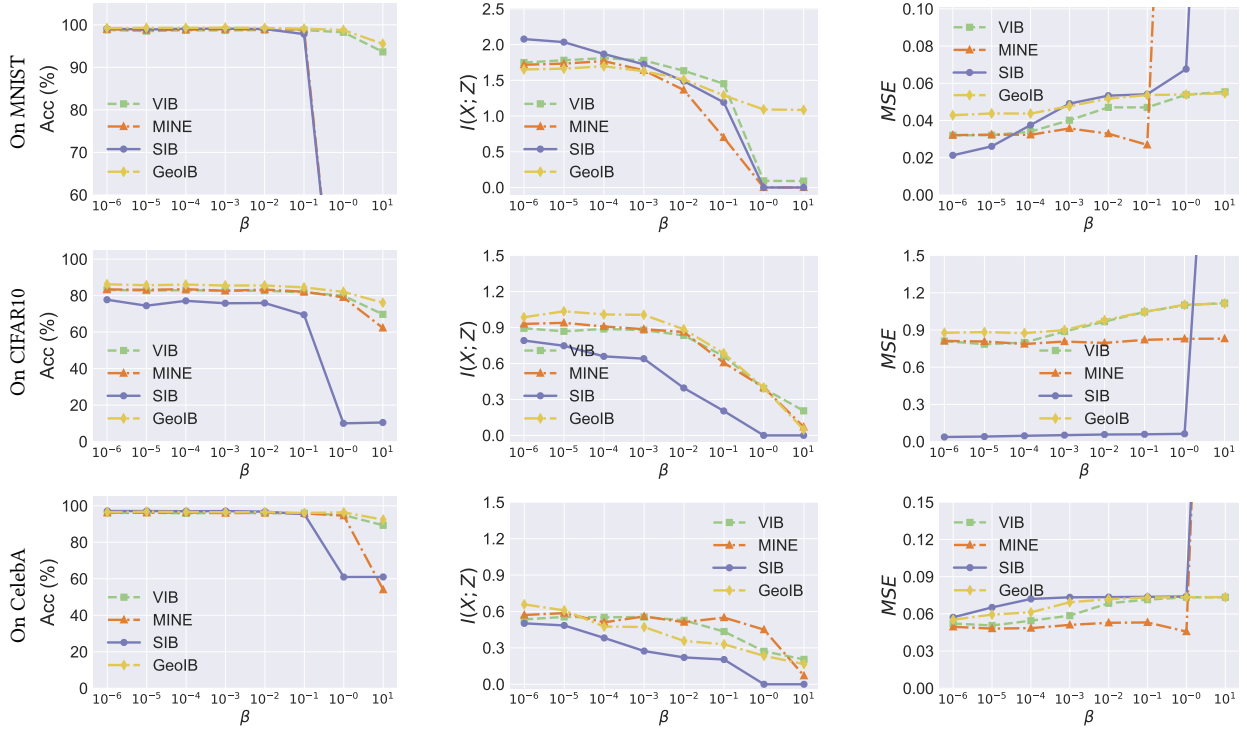 On MNIST
Acc (%)
100
90
80
70
60
VIB
MINE
SIB
GeoIB
10⁻⁶ 10⁻⁵ 10⁻⁴ 10⁻³ 10⁻² 10⁻¹ 10⁻⁰ 10¹
β
I(X; Z)
2.5
2.0
1.5
1.0
0.5
0.0
VIB
MINE
SIB
GeoIB
10⁻⁶ 10⁻⁵ 10⁻⁴ 10⁻³ 10⁻² 10⁻¹ 10⁻⁰ 10¹
β
MSE
0.10
0.08
0.06
0.04
0.02
0.00
VIB
MINE
SIB
GeoIB
10⁻⁶ 10⁻⁵ 10⁻⁴ 10⁻³ 10⁻² 10⁻¹ 10⁻⁰ 10¹
β
On CIFAR10
Acc (%)
100
80
60
40
20
0
VIB
MINE
SIB
GeoIB
10⁻⁶ 10⁻⁵ 10⁻⁴ 10⁻³ 10⁻² 10⁻¹ 10⁻⁰ 10¹
β
I(X; Z)
1.5
1.2
0.9
0.6
0.3
0.0
VIB
MINE
SIB
GeoIB
10⁻⁶ 10⁻⁵ 10⁻⁴ 10⁻³ 10⁻² 10⁻¹ 10⁻⁰ 10¹
β
MSE
1.5
1.2
0.9
0.6
0.3
0.0
VIB
MINE
SIB
GeoIB
10⁻⁶ 10⁻⁵ 10⁻⁴ 10⁻³ 10⁻² 10⁻¹ 10⁻⁰ 10¹
β
On CelebA
Acc (%)
100
80
60
40
20
0
VIB
MINE
SIB
GeoIB
10⁻⁶ 10⁻⁵ 10⁻⁴ 10⁻³ 10⁻² 10⁻¹ 10⁻⁰ 10¹
β
I(X; Z)
1.5
1.2
0.9
0.6
0.3
0.0
VIB
MINE
SIB
GeoIB
10⁻⁶ 10⁻⁵ 10⁻⁴ 10⁻³ 10⁻² 10⁻¹ 10⁻⁰ 10¹
β
MSE
0.15
0.12
0.09
0.06
0.03
0.00
VIB
MINE
SIB
GeoIB
10⁻⁶ 10⁻⁵ 10⁻⁴ 10⁻³ 10⁻² 10⁻¹ 10⁻⁰ 10¹
β